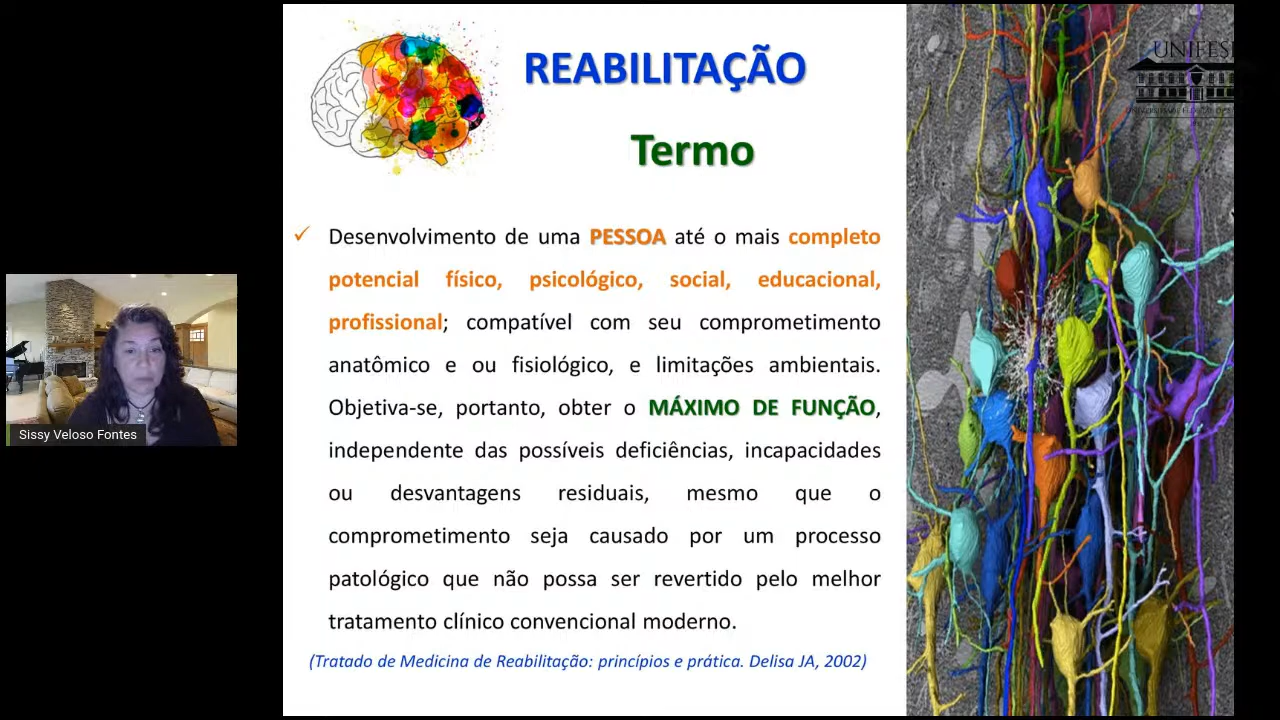 REABILITAÇÃO
Termo
UNIFES
Desenvolvimento de uma PESSOA até o mais completo
potencial físico, psicológico, social, educacional,
profissional; compatível com seu comprometimento
anatômico e ou fisiológico, e limitações ambientais.
Objetiva-se, portanto, obter o MÁXIMO DE FUNÇÃO,
independente das possíveis deficiências, incapacidades
ou desvantagens residuais, mesmo que o
comprometimento seja causado por um processo
patológico que não possa ser revertido pelo melhor
tratamento clínico convencional moderno.
(Tratado de Medicina de Reabilitação: princípios e prática. Delisa JA, 2002)
Sissy Veloso Fontes